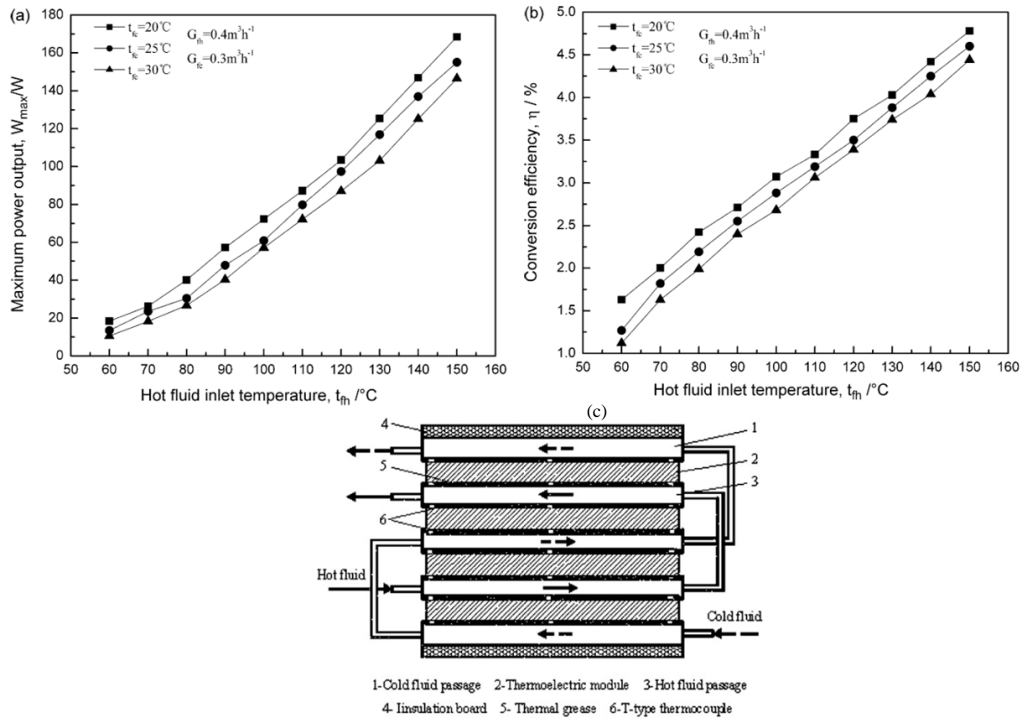 (a)
t_fc=20℃ G_fh=0.4m³h⁻¹
t_fc=25℃ G_fc=0.3m³h⁻¹
t_fc=30℃
Maximum power output, W_max/W
180
160
140
120
100
80
60
40
20
0
50 60 70 80 90 100 110 120 130 140 150 160
Hot fluid inlet temperature, t_fh /°C
(b)
t_fc=20℃ G_fh=0.4m³h⁻¹
t_fc=25℃ G_fc=0.3m³h⁻¹
t_fc=30℃
Conversion efficiency, η / %
5.0
4.5
4.0
3.5
3.0
2.5
2.0
1.5
1.0
50 60 70 80 90 100 110 120 130 140 150 160
Hot fluid inlet temperature, t_fh /°C
(c)
4
1
2
5
3
6
Hot fluid
Cold fluid
1-Cold fluid passage 2-Thermoelectric module 3-Hot fluid passage
4- Iinsulation board 5- Thermal grease 6-T-type thermocouple